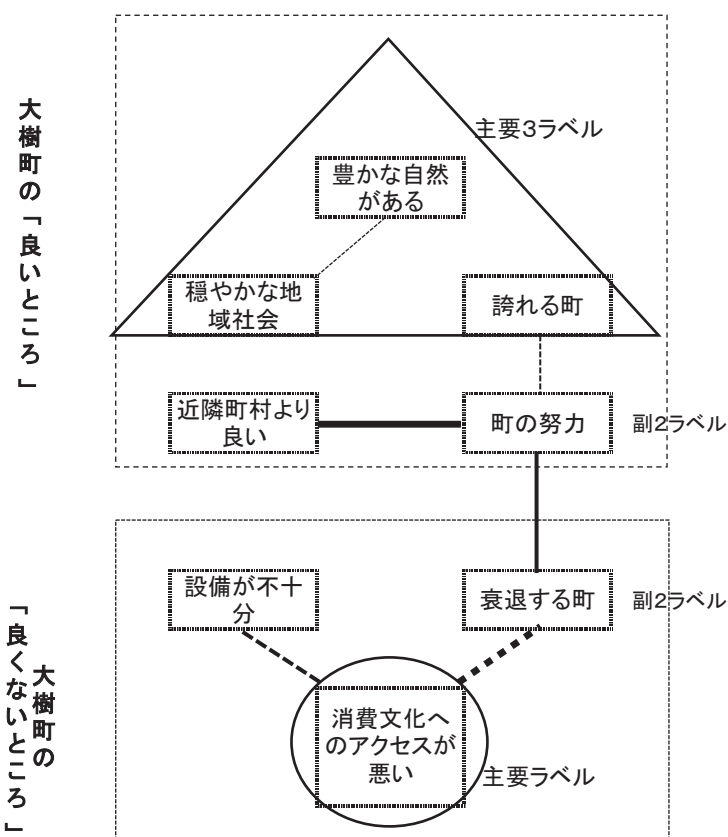 大樹町の「良いところ」
主要3ラベル
豊かな自然
がある
穏やかな地
域社会
誇れる町
近隣町村より
良い
町の努力
副2ラベル
大樹町の
「良くないところ」
設備が不十
分
衰退する町
副2ラベル
消費文化へ
のアクセスが
悪い
主要ラベル